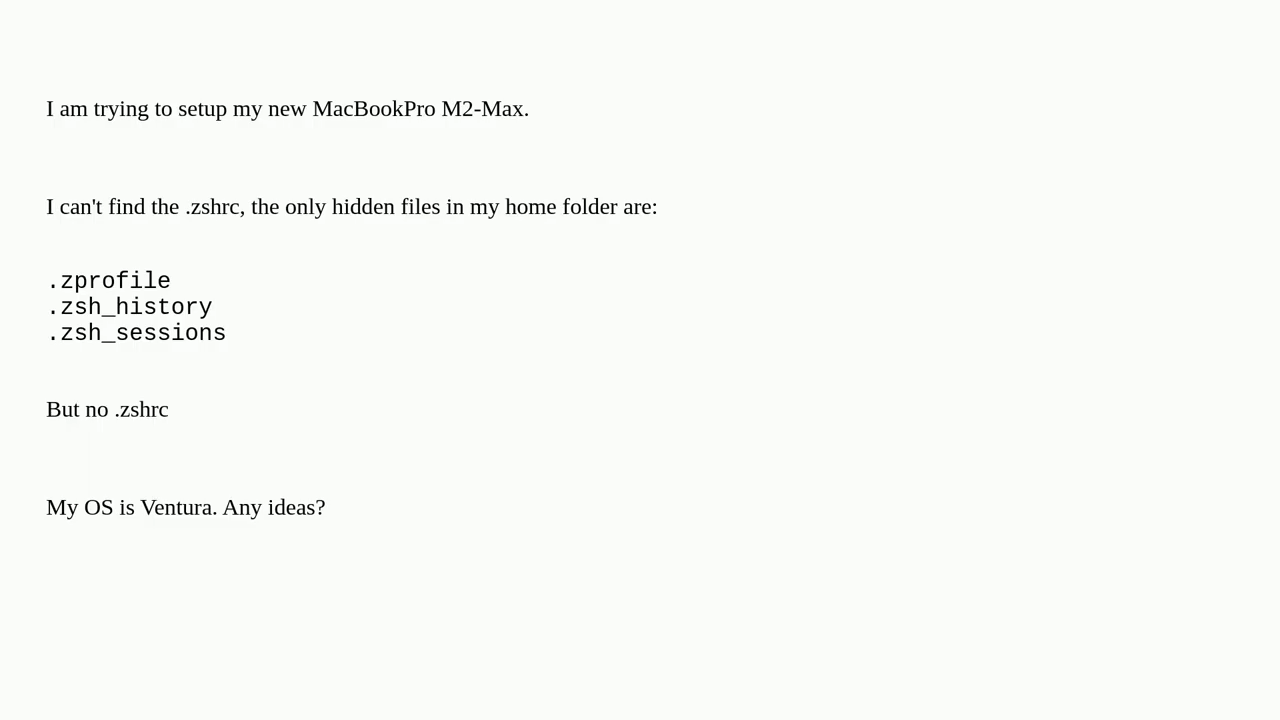 I am trying to setup my new MacBookPro M2-Max.
I can't find the .zshrc, the only hidden files in my home folder are:
.zprofile
.zsh_history
.zsh_sessions
But no .zshrc
My OS is Ventura. Any ideas?